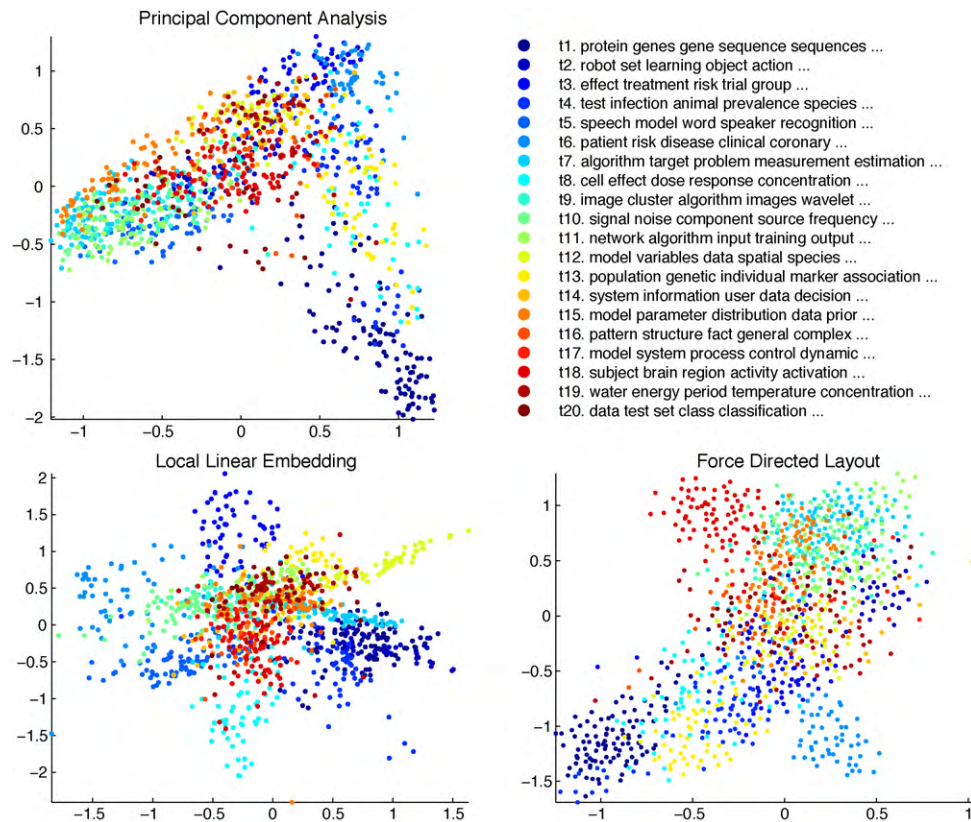 Principal Component Analysis
1
0.5
0
−0.5
−1
−1.5
−2
−1
−0.5
0
0.5
1
t1. protein genes gene sequence sequences ...
t2. robot set learning object action ...
t3. effect treatment risk trial group ...
t4. test infection animal prevalence species ...
t5. speech model word speaker recognition ...
t6. patient risk disease clinical coronary ...
t7. algorithm target problem measurement estimation ...
t8. cell effect dose response concentration ...
t9. image cluster algorithm images wavelet ...
t10. signal noise component source frequency ...
t11. network algorithm input training output ...
t12. model variables data spatial species ...
t13. population genetic individual marker association ...
t14. system information user data decision ...
t15. model parameter distribution data prior ...
t16. pattern structure fact general complex ...
t17. model system process control dynamic ...
t18. subject brain region activity activation ...
t19. water energy period temperature concentration ...
t20. data test set class classification ...
Local Linear Embedding
2
1.5
1
0.5
0
−0.5
−1
−1.5
−2
−1.5
−1
−0.5
0
0.5
1
1.5
Force Directed Layout
1
0.5
0
−0.5
−1
−1.5
−1
−0.5
0
0.5
1